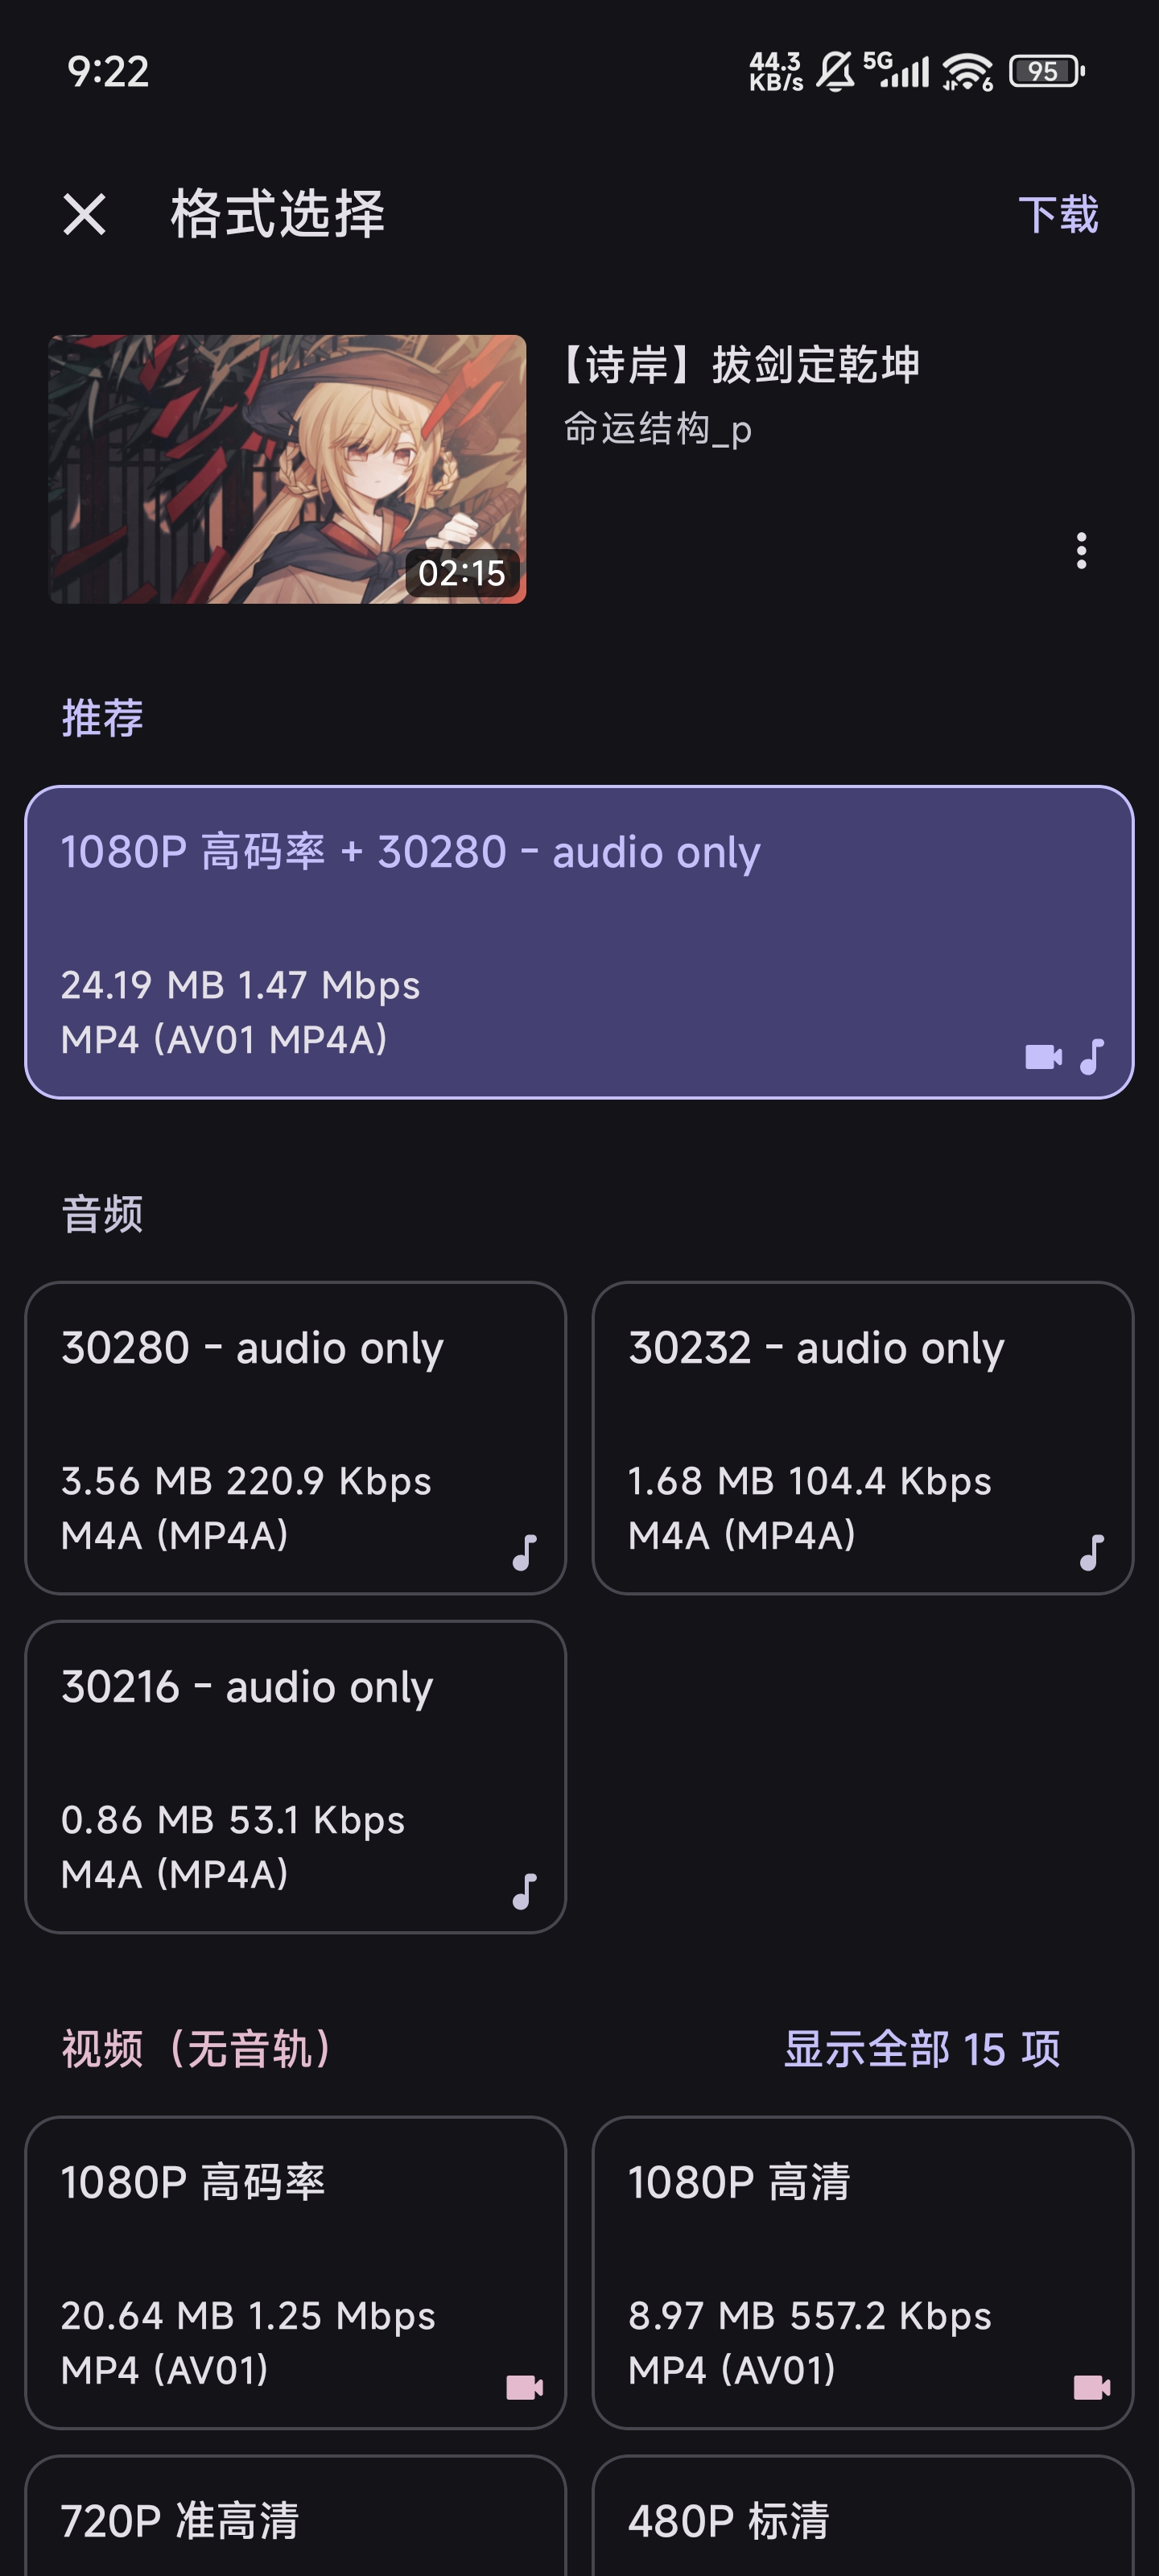 9:22
44.3
KB/s
5G
6
95
格式选择
下载
【诗岸】拔剑定乾坤
命运结构_p
02:15
推荐
1080P 高码率 + 30280 - audio only
24.19 MB 1.47 Mbps
MP4 (AV01 MP4A)
音频
30280 - audio only
3.56 MB 220.9 Kbps
M4A (MP4A)
30232 - audio only
1.68 MB 104.4 Kbps
M4A (MP4A)
30216 - audio only
0.86 MB 53.1 Kbps
M4A (MP4A)
视频（无音轨）
显示全部 15 项
1080P 高码率
20.64 MB 1.25 Mbps
MP4 (AV01)
1080P 高清
8.97 MB 557.2 Kbps
MP4 (AV01)
720P 准高清
480P 标清